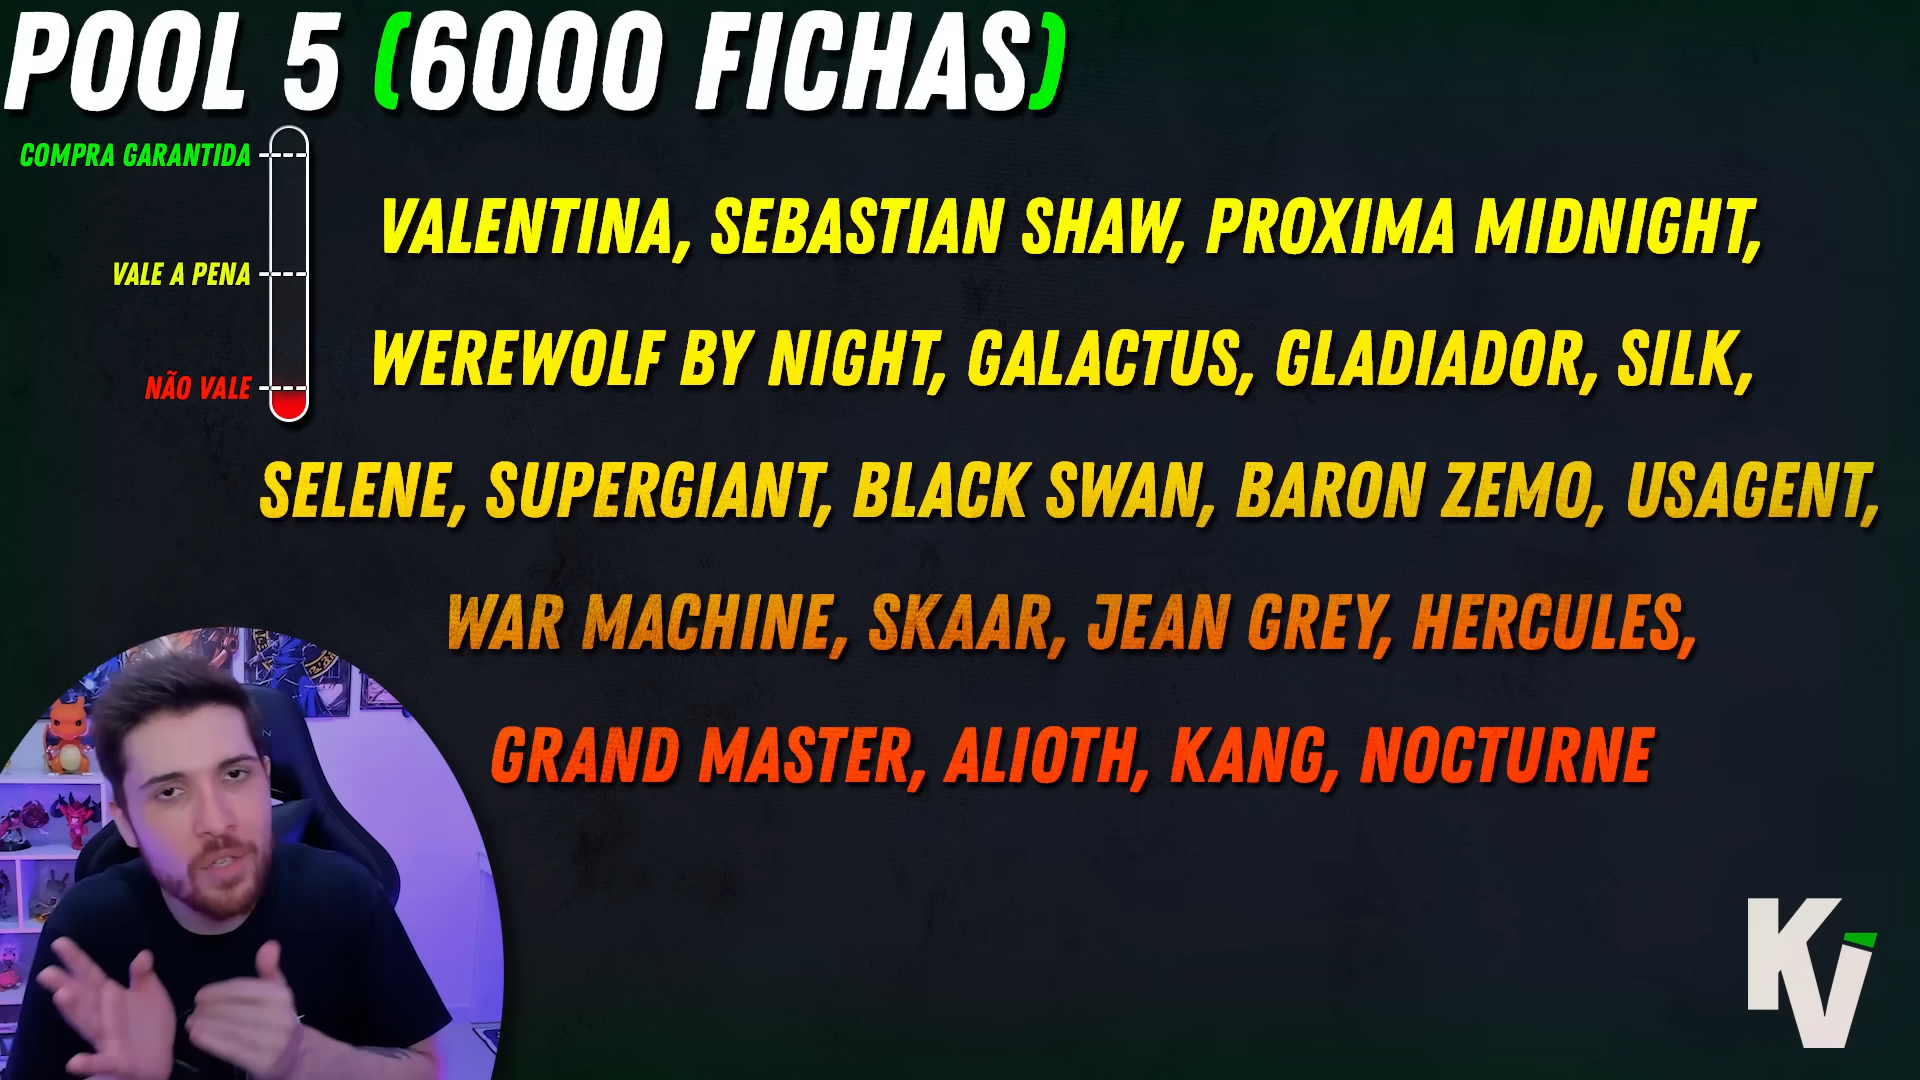 POOL 5 (6000 FICHAS)
COMPRA GARANTIDA
VALE A PENA
NÃO VALE
VALENTINA, SEBASTIAN SHAW, PROXIMA MIDNIGHT,
WEREWOLF BY NIGHT, GALACTUS, GLADIADOR, SILK,
SELENE, SUPERGIANT, BLACK SWAN, BARON ZEMO, USAGENT,
WAR MACHINE, SKAAR, JEAN GREY, HERCULES,
GRAND MASTER, ALIOTH, KANG, NOCTURNE
KV